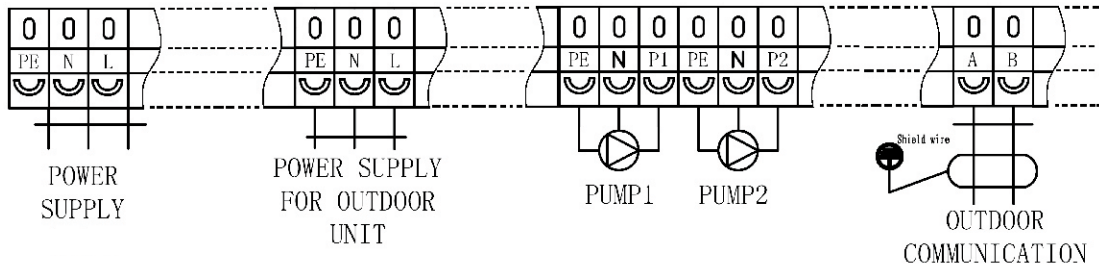 0 0 0 0 0 0 0 0 0 0 0 0 0 0
PE N L PE N L PE N P1 PE N P2 A B
Shield wire
POWER
SUPPLY
POWER SUPPLY
FOR OUTDOOR
UNIT
PUMP1 PUMP2
OUTDOOR
COMMUNICATION